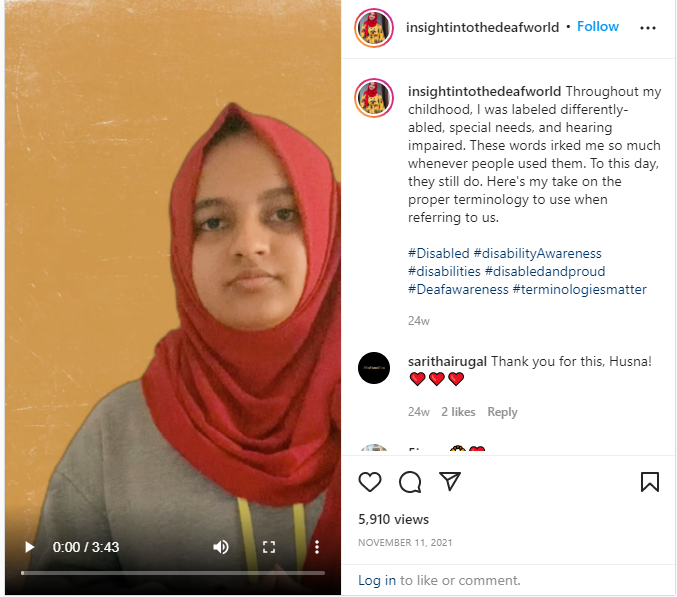 insightintothedeafworld • Follow
insightintothedeafworld Throughout my
childhood, I was labeled differently-
abled, special needs, and hearing
impaired. These words irked me so much
whenever people used them. To this day,
they still do. Here's my take on the
proper terminology to use when
referring to us.
#Disabled #disabilityAwareness
#disabilities #disabledandproud
#Deafawareness #terminologiesmatter
24w
sarithairugal Thank you for this, Husna!
24w 2 likes Reply
5,910 views
NOVEMBER 11, 2021
Log in to like or comment.
0:00 / 3:43